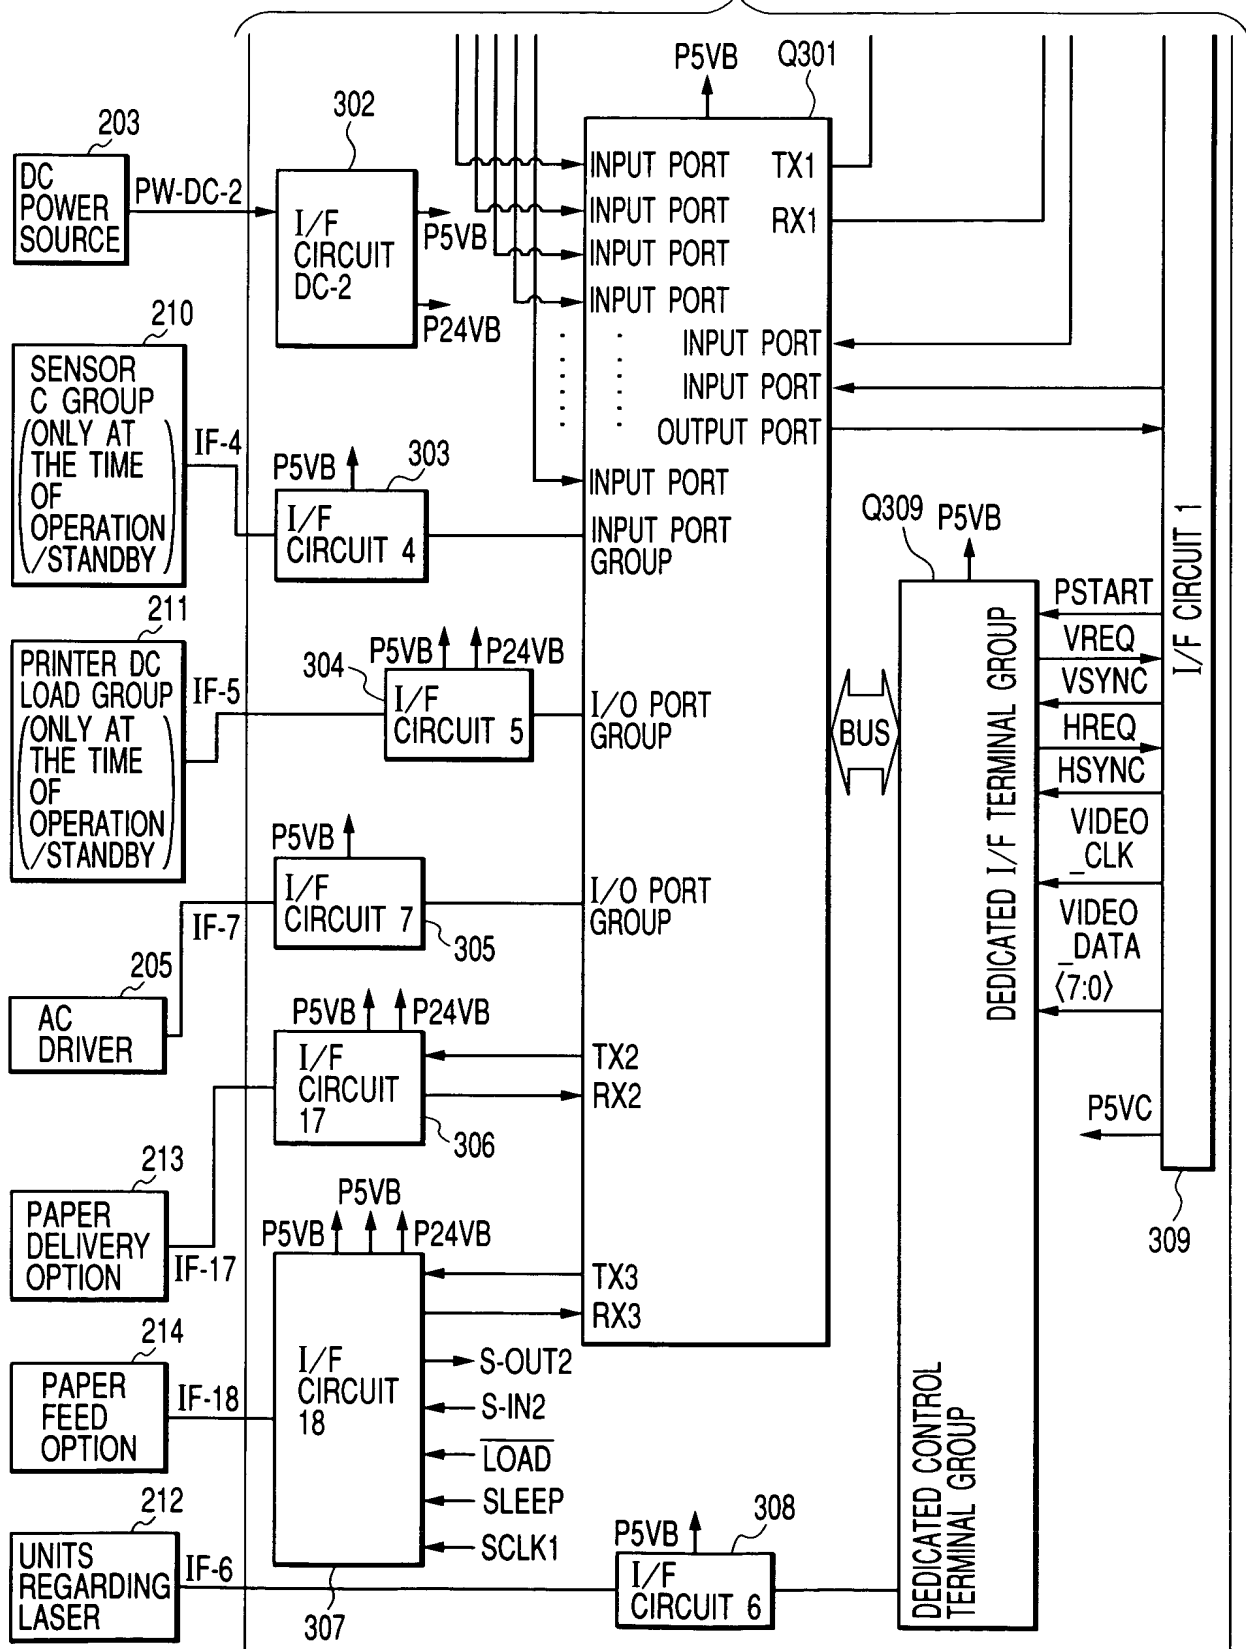 P5VB
Q301
203
DC
POWER
SOURCE
PW-DC-2
302
I/F
CIRCUIT
DC-2
P5VB
P24VB
INPUT PORT
INPUT PORT
INPUT PORT
INPUT PORT
TX1
RX1
INPUT PORT
INPUT PORT
OUTPUT PORT
INPUT PORT
INPUT PORT
GROUP
210
SENSOR
C GROUP
(ONLY AT
THE TIME
OF
OPERATION
/STANDBY)
IF-4
P5VB
303
I/F
CIRCUIT 4
211
PRINTER DC
LOAD GROUP
(ONLY AT
THE TIME
OF
OPERATION
/STANDBY)
IF-5
304
P5VB
P24VB
I/F
CIRCUIT 5
I/O PORT
GROUP
BUS
Q309
P5VB
DEDICATED I/F TERMINAL GROUP
DEDICATED CONTROL
TERMINAL GROUP
PSTART
VREQ
VSYNC
HREQ
HSYNC
VIDEO
_CLK
VIDEO
_DATA
⟨7:0⟩
P5VC
I/F CIRCUIT 1
309
P5VB
I/F
CIRCUIT 7
305
I/O PORT
GROUP
IF-7
205
AC
DRIVER
P5VB
P24VB
I/F
CIRCUIT
17
306
TX2
RX2
213
PAPER
DELIVERY
OPTION
IF-17
P5VB
P5VB
P24VB
TX3
RX3
I/F
CIRCUIT
18
S-OUT2
S-IN2
L̅O̅A̅D̅
SLEEP
SCLK1
307
214
PAPER
FEED
OPTION
IF-18
212
UNITS
REGARDING
LASER
IF-6
P5VB
308
I/F
CIRCUIT 6